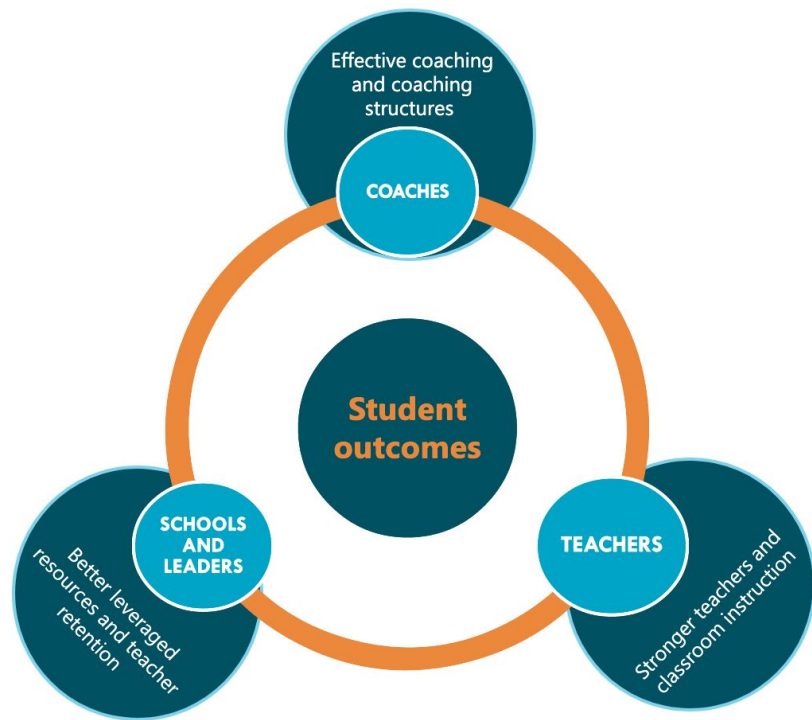 Effective coaching
and coaching
structures
COACHES
Student
outcomes
SCHOOLS
AND
LEADERS
Better leveraged
resources and teacher
retention
TEACHERS
Stronger teachers and
classroom instruction